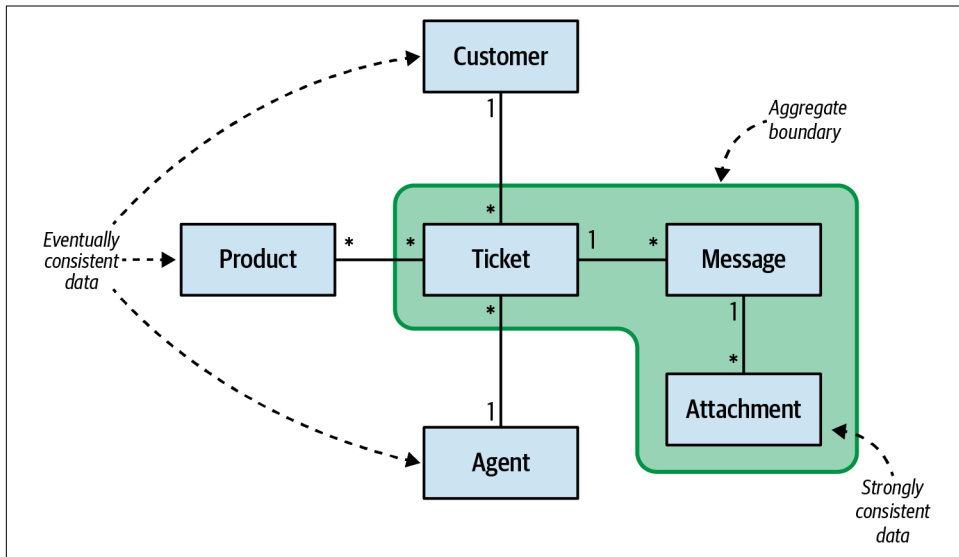 Customer
1
Aggregate
boundary
*
Eventually
consistent
data
Product
*
*
Ticket
1
*
Message
*
1
1
*
Attachment
Agent
Strongly
consistent
data